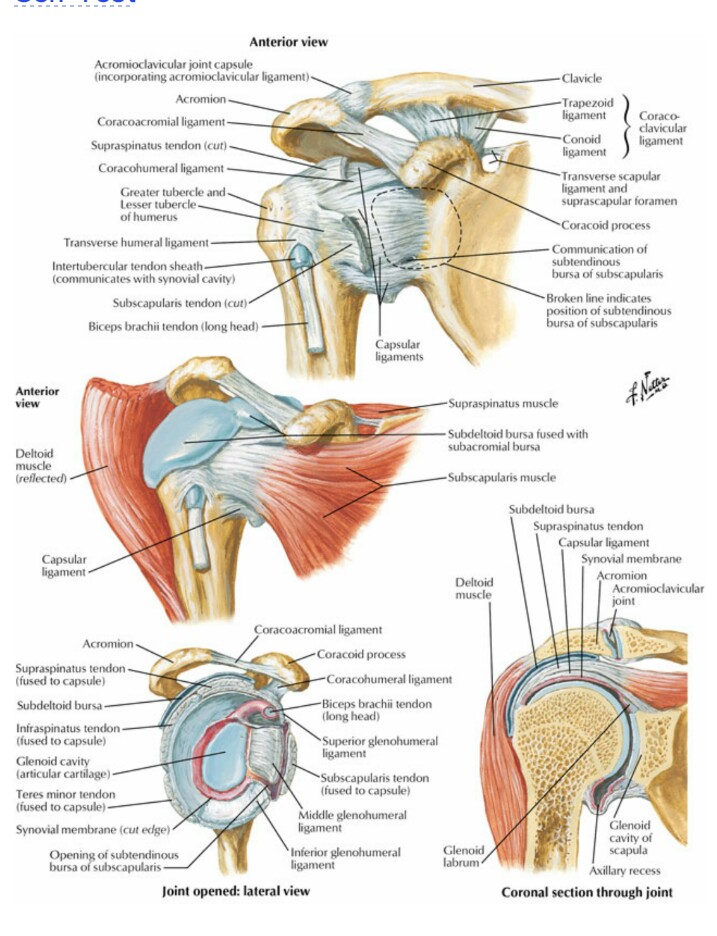 Self Test
Anterior view
Acromioclavicular joint capsule
(incorporating acromioclavicular ligament)
Acromion
Coracoacromial ligament
Supraspinatus tendon (cut)
Coracohumeral ligament
Greater tubercle and
Lesser tubercle
of humerus
Transverse humeral ligament
Intertubercular tendon sheath
(communicates with synovial cavity)
Subscapularis tendon (cut)
Biceps brachii tendon (long head)
Clavicle
Trapezoid
ligament
Conoid
ligament
Coraco-
clavicular
ligament
Transverse scapular
ligament and
suprascapular foramen
Coracoid process
Communication of
subtendinous
bursa of subscapularis
Broken line indicates
position of subtendinous
bursa of subscapularis
Capsular
ligaments
F. Netter
M.D.
Anterior
view
Deltoid
muscle
(reflected)
Capsular
ligament
Supraspinatus muscle
Subdeltoid bursa fused with
subacromial bursa
Subscapularis muscle
Acromion
Supraspinatus tendon
(fused to capsule)
Subdeltoid bursa
Infraspinatus tendon
(fused to capsule)
Glenoid cavity
(articular cartilage)
Teres minor tendon
(fused to capsule)
Synovial membrane (cut edge)
Opening of subtendinous
bursa of subscapularis
Coracoacromial ligament
Coracoid process
Coracohumeral ligament
Biceps brachii tendon
(long head)
Superior glenohumeral
ligament
Subscapularis tendon
(fused to capsule)
Middle glenohumeral
ligament
Inferior glenohumeral
ligament
Joint opened: lateral view
Subdeltoid bursa
Supraspinatus tendon
Capsular ligament
Synovial membrane
Acromion
Acromioclavicular
joint
Deltoid
muscle
Glenoid
labrum
Glenoid
cavity of
scapula
Axillary recess
Coronal section through joint